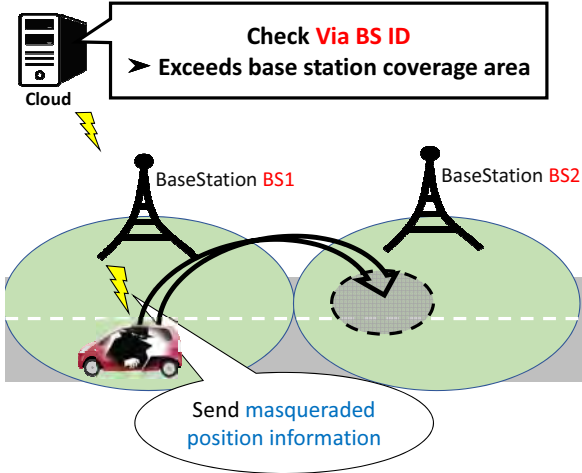 Check Via BS ID
➤ Exceeds base station coverage area
Cloud
BaseStation BS1
BaseStation BS2
Send masqueraded
position information